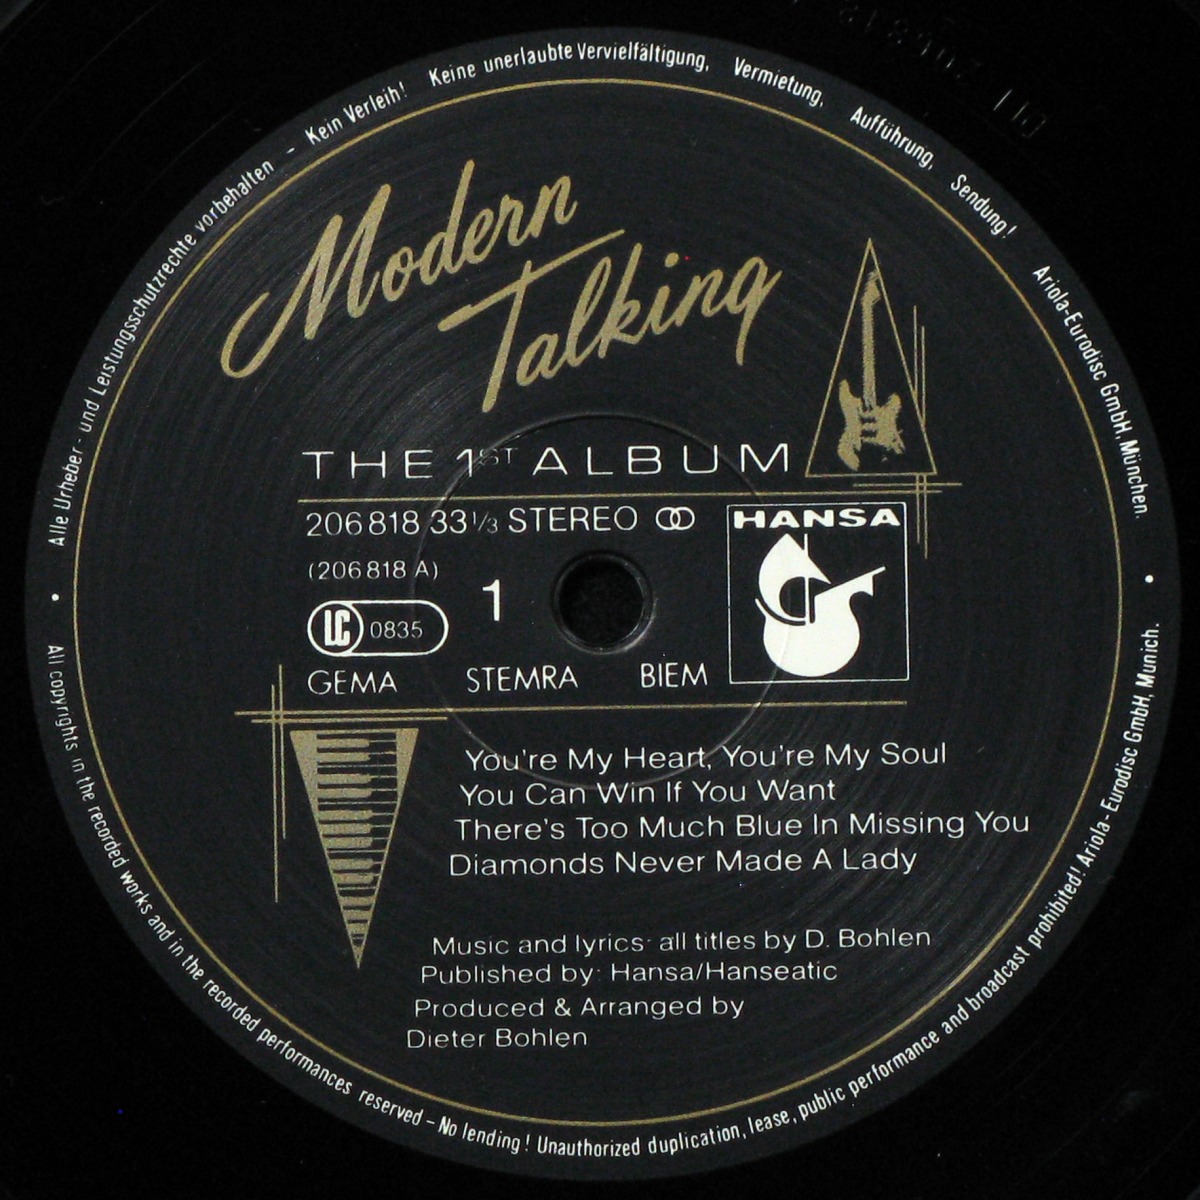 Alle Urheber- und Leistungsschutzrechte vorbehalten - Kein Verleih! Keine unerlaubte Vervielfältigung, Vermietung, Aufführung, Sendung! Ariola-Eurodisc GmbH, München.
Modern
Talking
THE 1ST ALBUM
206818 33 1/3 STEREO
HANSA
(206818 A)
1
LC 0835
GEMA STEMRA BIEM
You're My Heart, You're My Soul
You Can Win If You Want
There's Too Much Blue In Missing You
Diamonds Never Made A Lady
Music and lyrics: all titles by D. Bohlen
Published by: Hansa/Hanseatic
Produced & Arranged by
Dieter Bohlen
All copyrights in the recorded works and in the recorded performances reserved - No lending! Unauthorized duplication, lease, public performance and broadcast prohibited! Ariola-Eurodisc GmbH, Munich.